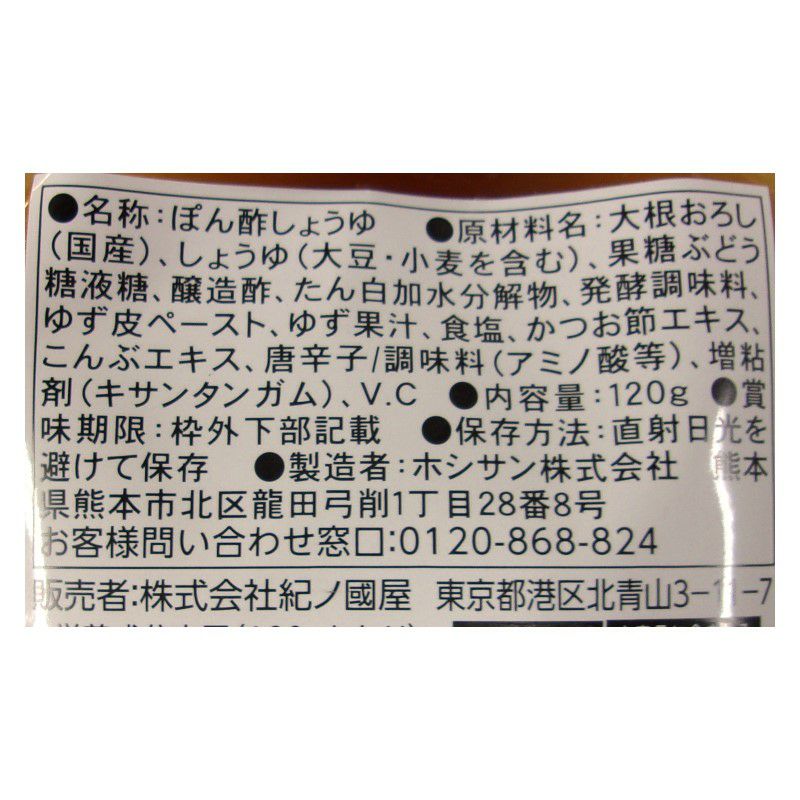 ●名称：ぽん酢しょうゆ ●原材料名：大根おろし
（国産）、しょうゆ（大豆・小麦を含む）、果糖ぶどう
糖液糖、醸造酢、たん白加水分解物、発酵調味料、
ゆず皮ペースト、ゆず果汁、食塩、かつお節エキス、
こんぶエキス、唐辛子/調味料（アミノ酸等）、増粘
剤（キサンタンガム）、V.C ●内容量：120g ●賞
味期限：枠外下部記載 ●保存方法：直射日光を
避けて保存 ●製造者：ホシサン株式会社 熊本
県熊本市北区龍田弓削1丁目28番8号
お客様問い合わせ窓口：0120-868-824
販売者：株式会社紀ノ國屋 東京都港区北青山3-11-7